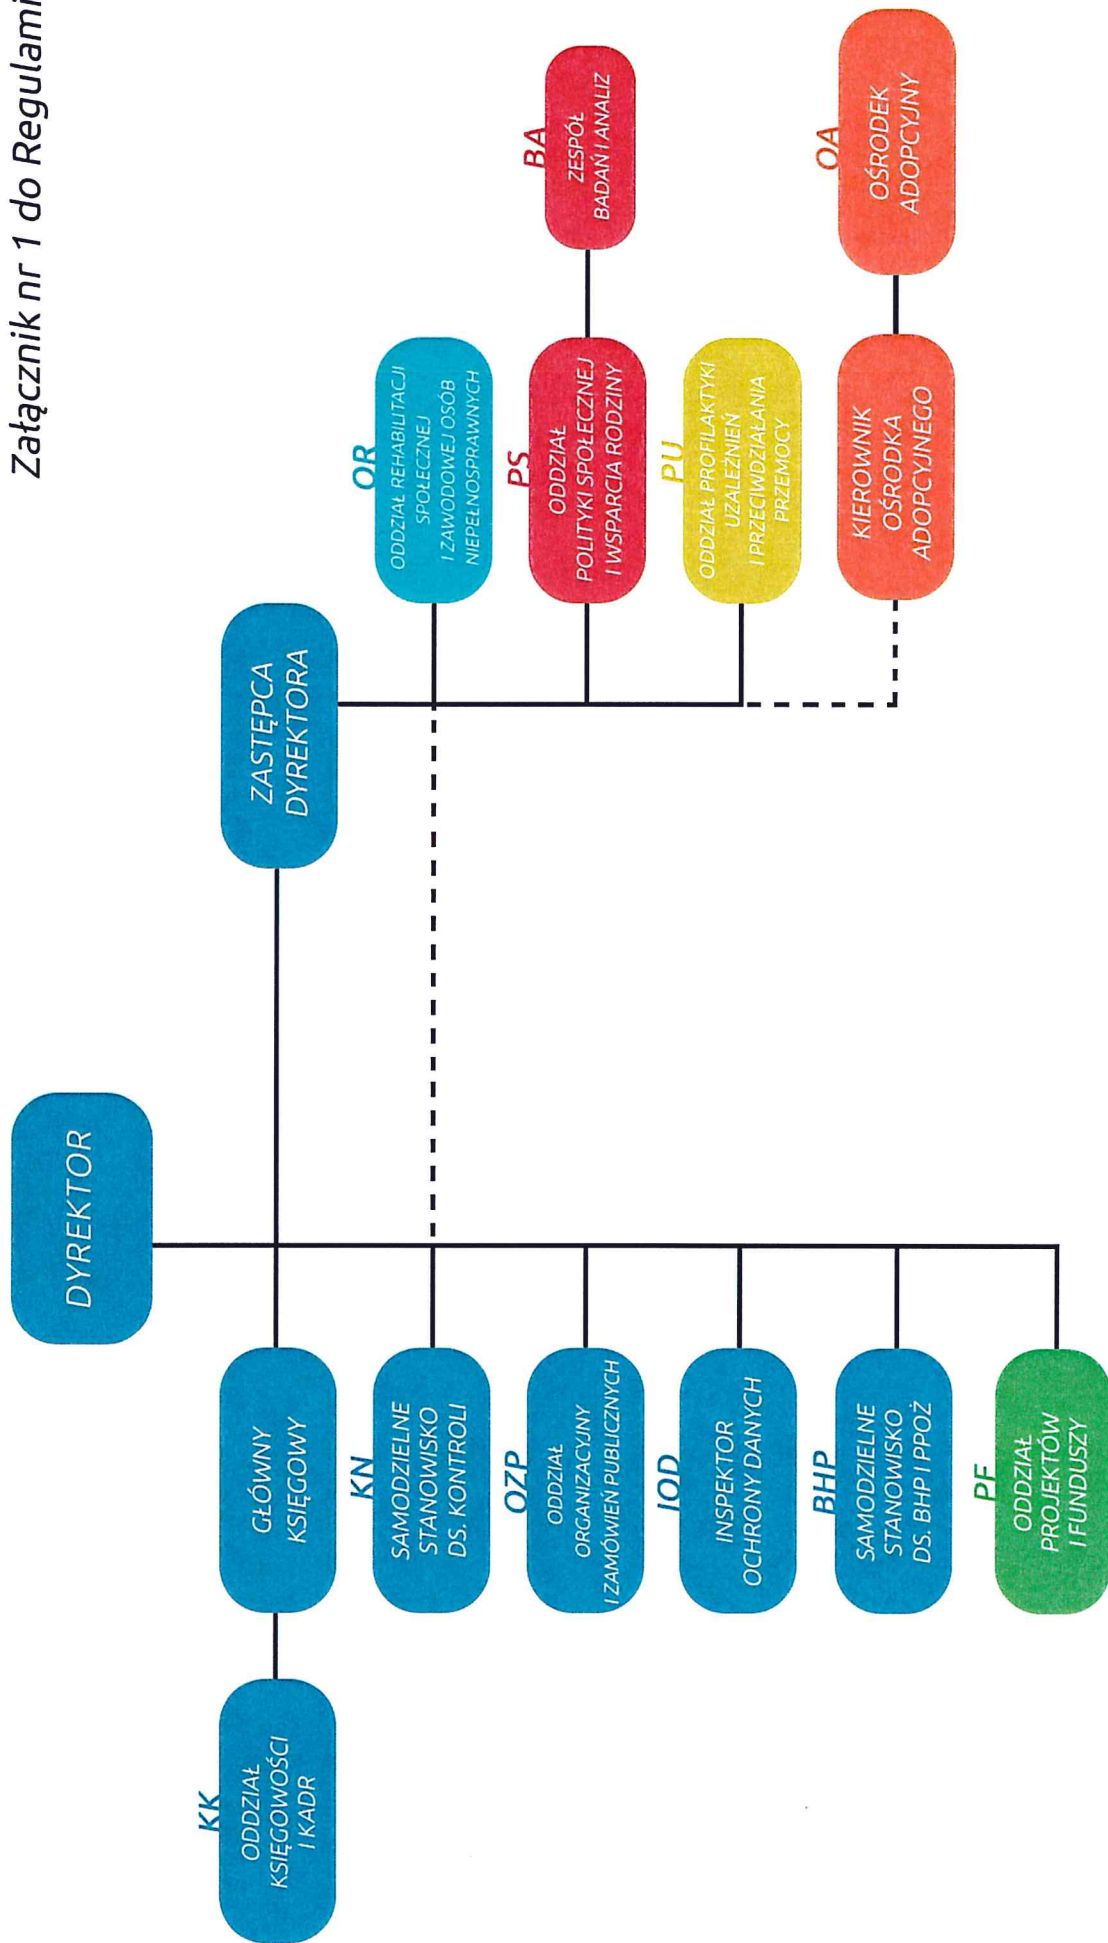 Załącznik nr 1 do Regulami
DYREKTOR
ZASTĘPCA
DYREKTORA
GŁÓWNY
KSIĘGOWY
KK
ODDZIAŁ
KSIĘGOWOŚCI
I KADR
KN
SAMODZIELNE
STANOWISKO
DS. KONTROLI
OZP
ODDZIAŁ
ORGANIZACYJNY
I ZAMÓWIEŃ PUBLICZNYCH
IOD
INSPEKTOR
OCHRONY DANYCH
BHP
SAMODZIELNE
STANOWISKO
DS. BHP I PPOŻ
PF
ODDZIAŁ
PROJEKTÓW
I FUNDUSZY
OR
ODDZIAŁ REHABILITACJI
SPOŁECZNEJ
I ZAWODOWEJ OSÓB
NIEPEŁNOSPRAWNYCH
PS
ODDZIAŁ
POLITYKI SPOŁECZNEJ
I WSPARCIA RODZINY
BA
ZESPÓŁ
BADAŃ I ANALIZ
PU
ODDZIAŁ PROFILAKTYKI
UZALEŻNIEŃ
I PRZECIWDZIAŁANIA
PRZEMOCY
KIEROWNIK
OŚRODKA
ADOPCYJNEGO
OA
OŚRODEK
ADOPCYJNY